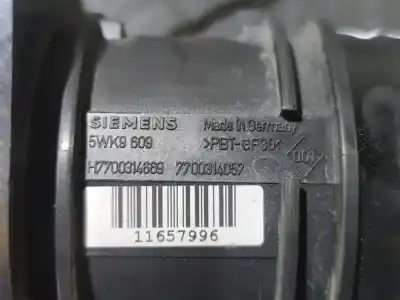 SIEMENS Made in Germany
5WK9 609 >PBT-GF30<
H7700314669 7700314057 001
11657996